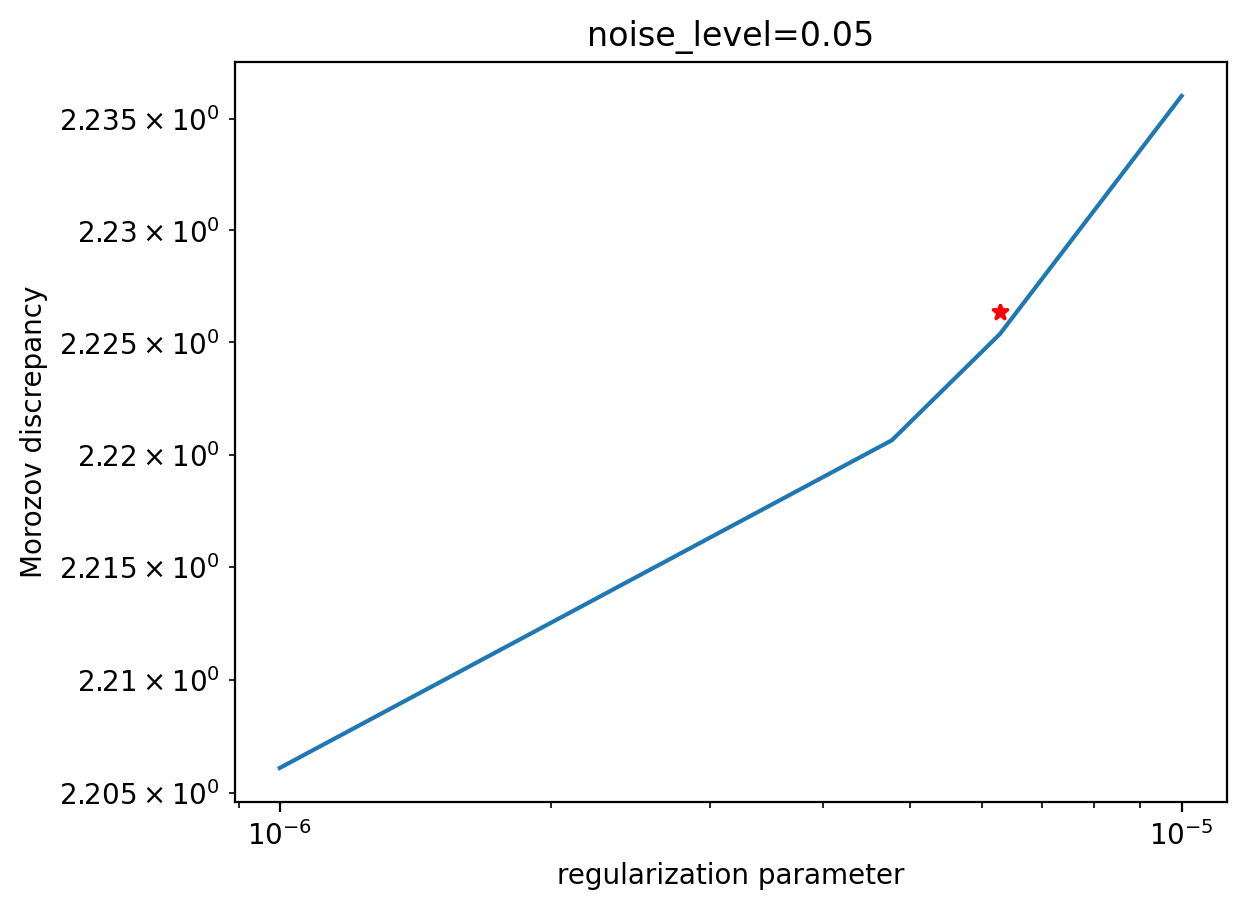 noise_level=0.05
Morozov discrepancy
2.235 × 10⁰
2.23 × 10⁰
2.225 × 10⁰
2.22 × 10⁰
2.215 × 10⁰
2.21 × 10⁰
2.205 × 10⁰
10⁻⁶
10⁻⁵
regularization parameter